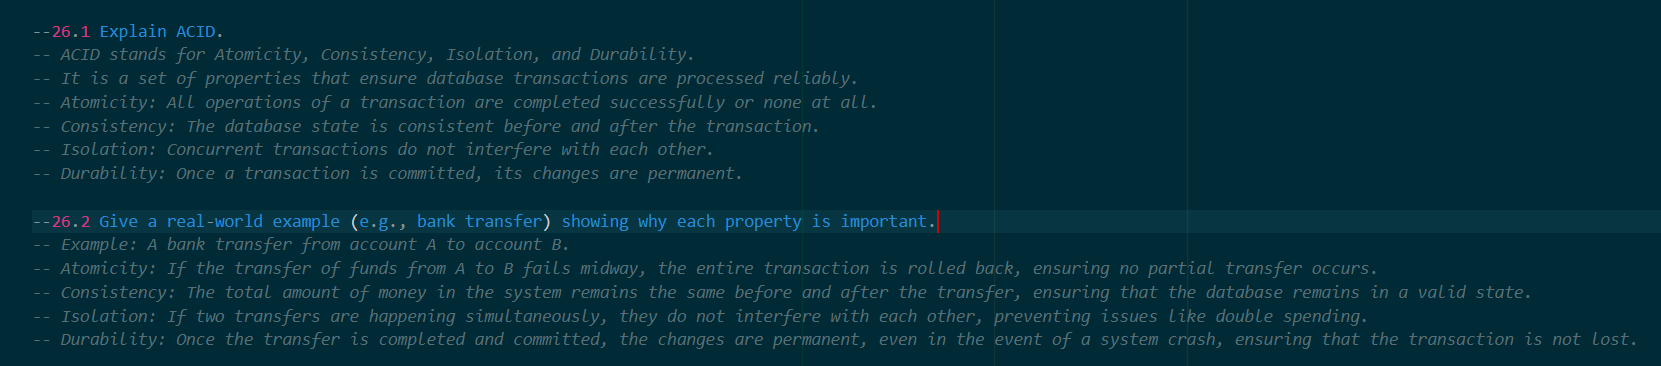 --26.1 Explain ACID.
-- ACID stands for Atomicity, Consistency, Isolation, and Durability.
-- It is a set of properties that ensure database transactions are processed reliably.
-- Atomicity: All operations of a transaction are completed successfully or none at all.
-- Consistency: The database state is consistent before and after the transaction.
-- Isolation: Concurrent transactions do not interfere with each other.
-- Durability: Once a transaction is committed, its changes are permanent.
--26.2 Give a real-world example (e.g., bank transfer) showing why each property is important.
-- Example: A bank transfer from account A to account B.
-- Atomicity: If the transfer of funds from A to B fails midway, the entire transaction is rolled back, ensuring no partial transfer occurs.
-- Consistency: The total amount of money in the system remains the same before and after the transfer, ensuring that the database remains in a valid state.
-- Isolation: If two transfers are happening simultaneously, they do not interfere with each other, preventing issues like double spending.
-- Durability: Once the transfer is completed and committed, the changes are permanent, even in the event of a system crash, ensuring that the transaction is not lost.